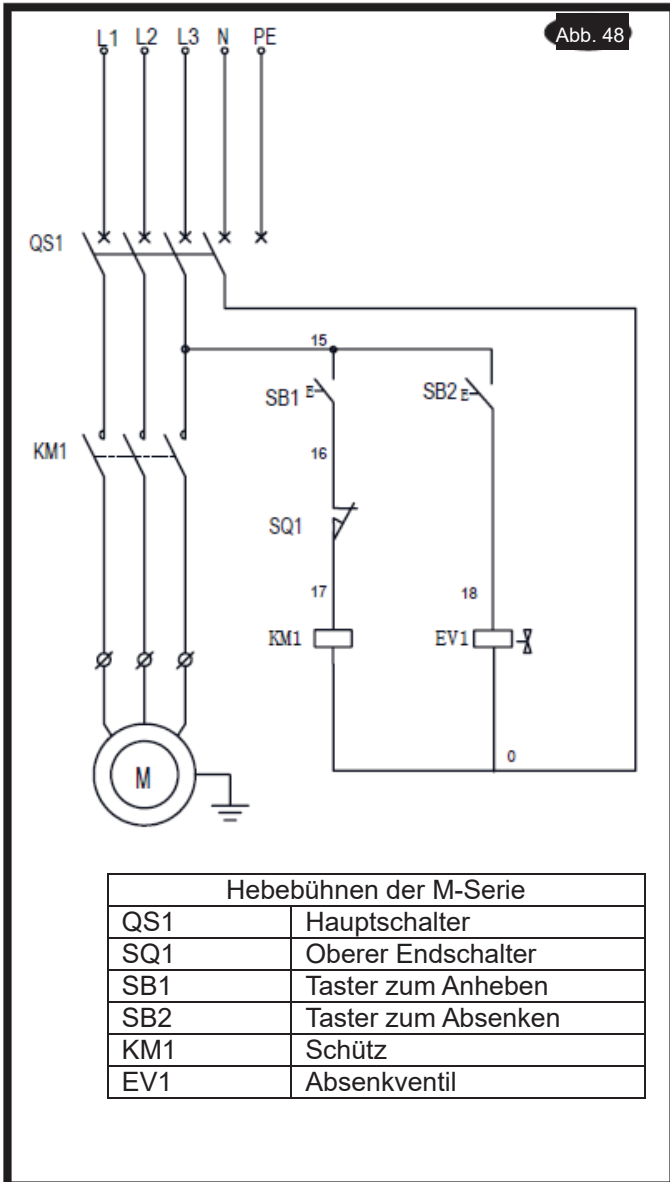 Abb. 48
L1 L2 L3 N PE
QS1
15
SB1 E
SB2 E
KM1
16
SQ1
17
18
KM1
EV1
0
M
Hebebühnen der M-Serie
QS1 Hauptschalter
SQ1 Oberer Endschalter
SB1 Taster zum Anheben
SB2 Taster zum Absenken
KM1 Schütz
EV1 Absenkventil